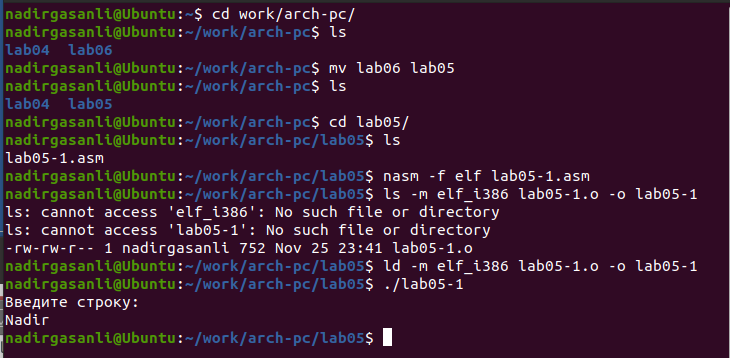 nadirgasanli@Ubuntu:~$ cd work/arch-pc/
nadirgasanli@Ubuntu:~/work/arch-pc$ ls
lab04  lab06
nadirgasanli@Ubuntu:~/work/arch-pc$ mv lab06 lab05
nadirgasanli@Ubuntu:~/work/arch-pc$ ls
lab04  lab05
nadirgasanli@Ubuntu:~/work/arch-pc$ cd lab05/
nadirgasanli@Ubuntu:~/work/arch-pc/lab05$ ls
lab05-1.asm
nadirgasanli@Ubuntu:~/work/arch-pc/lab05$ nasm -f elf lab05-1.asm
nadirgasanli@Ubuntu:~/work/arch-pc/lab05$ ls -m elf_i386 lab05-1.o -o lab05-1
ls: cannot access 'elf_i386': No such file or directory
ls: cannot access 'lab05-1': No such file or directory
-rw-rw-r-- 1 nadirgasanli 752 Nov 25 23:41 lab05-1.o
nadirgasanli@Ubuntu:~/work/arch-pc/lab05$ ld -m elf_i386 lab05-1.o -o lab05-1
nadirgasanli@Ubuntu:~/work/arch-pc/lab05$ ./lab05-1
Введите строку:
Nadir
nadirgasanli@Ubuntu:~/work/arch-pc/lab05$